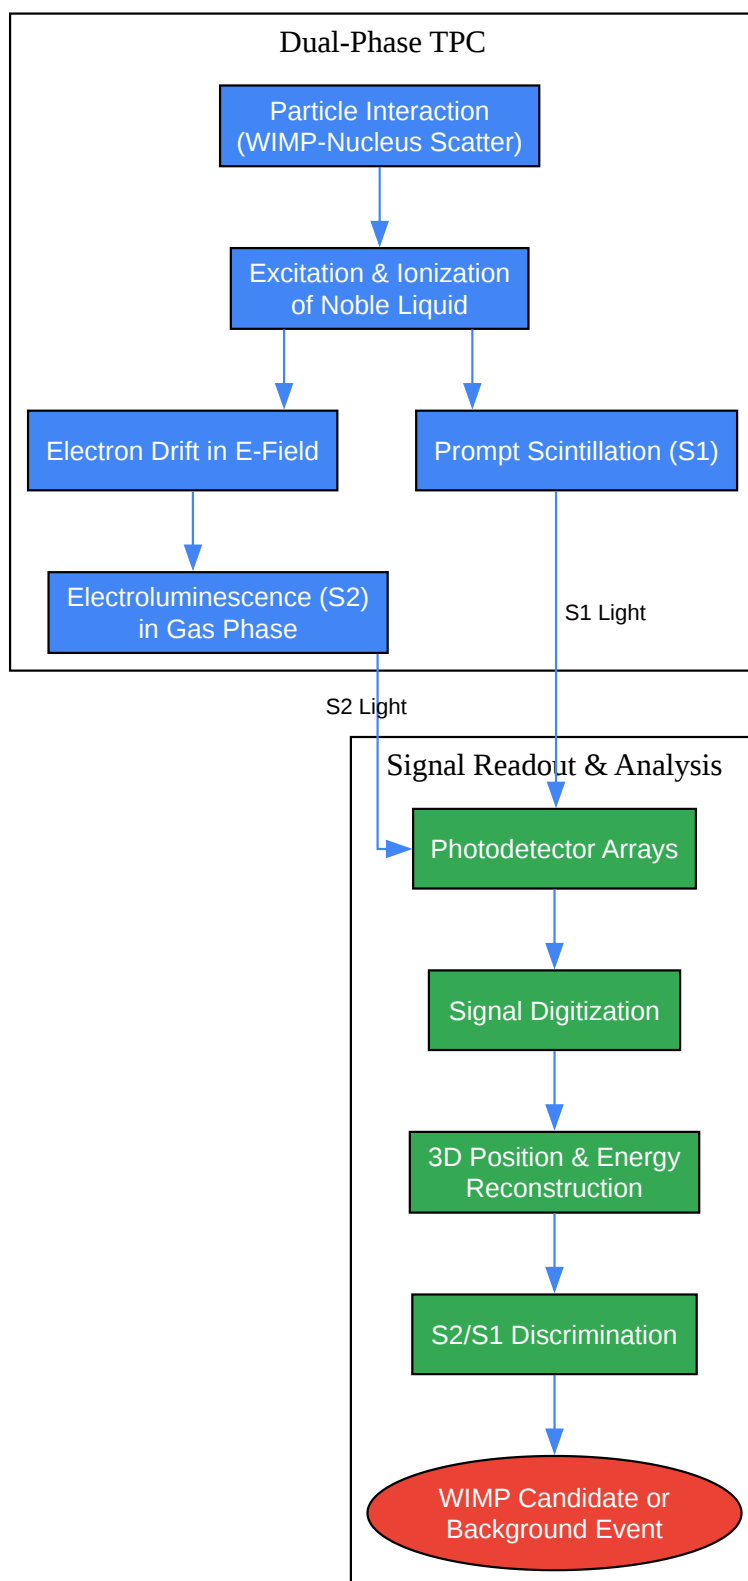 Dual-Phase TPC
Particle Interaction
(WIMP-Nucleus Scatter)
Excitation & Ionization
of Noble Liquid
Electron Drift in E-Field
Prompt Scintillation (S1)
Electroluminescence (S2)
in Gas Phase
S1 Light
S2 Light
Signal Readout & Analysis
Photodetector Arrays
Signal Digitization
3D Position & Energy
Reconstruction
S2/S1 Discrimination
WIMP Candidate or
Background Event